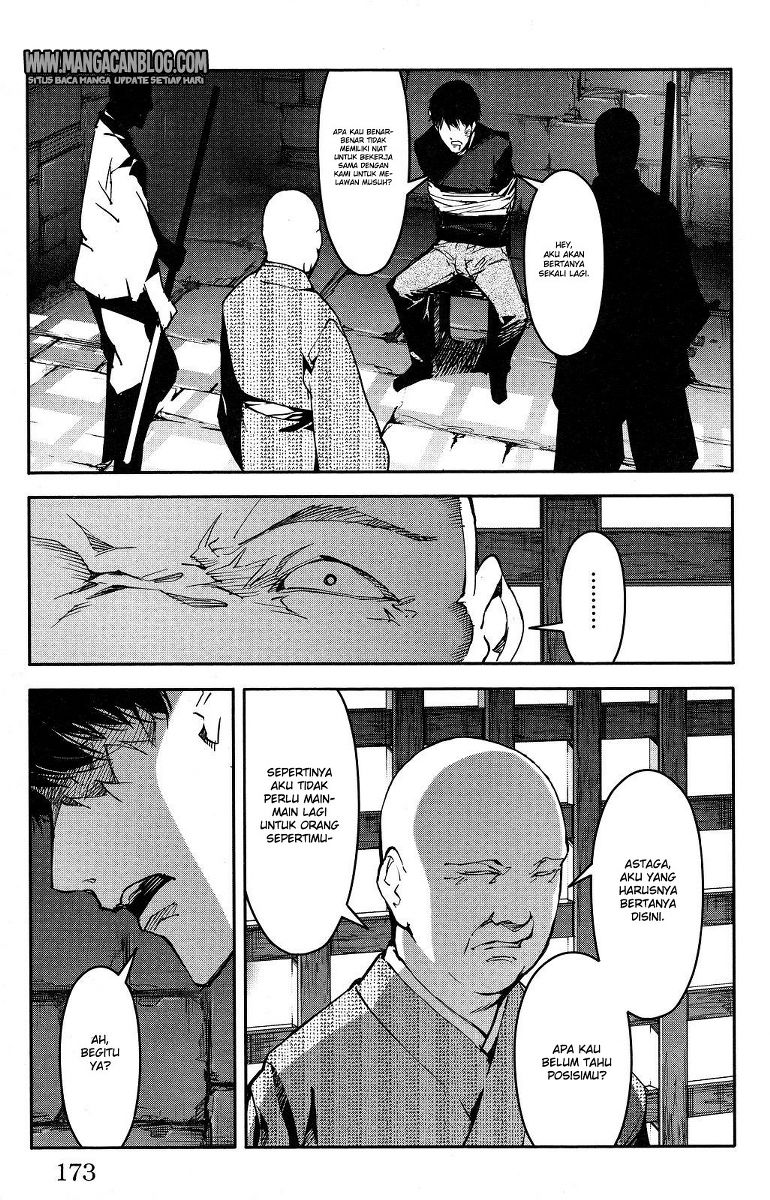 WWW.MANGACANBLOG.COM
SITUS BACA MANGA UPDATE SETIAP HARI
HEY,
AKU AKAN
BERTANYA
SEKALI LAGI.
APA KAU BENAR-
BENAR TIDAK
MEMILIKI NIAT
UNTUK BEKERJA
SAMA DENGAN
KAMI UNTUK ME-
LAWAN MUSUH?
........
ASTAGA,
AKU YANG
HARUSNYA
BERTANYA
DISINI.
APA KAU
BELUM TAHU
POSISIMU?
SEPERTINYA
AKU TIDAK
PERLU MAIN-
MAIN LAGI
UNTUK ORANG
SEPERTIMU-
AH,
BEGITU
YA?
173